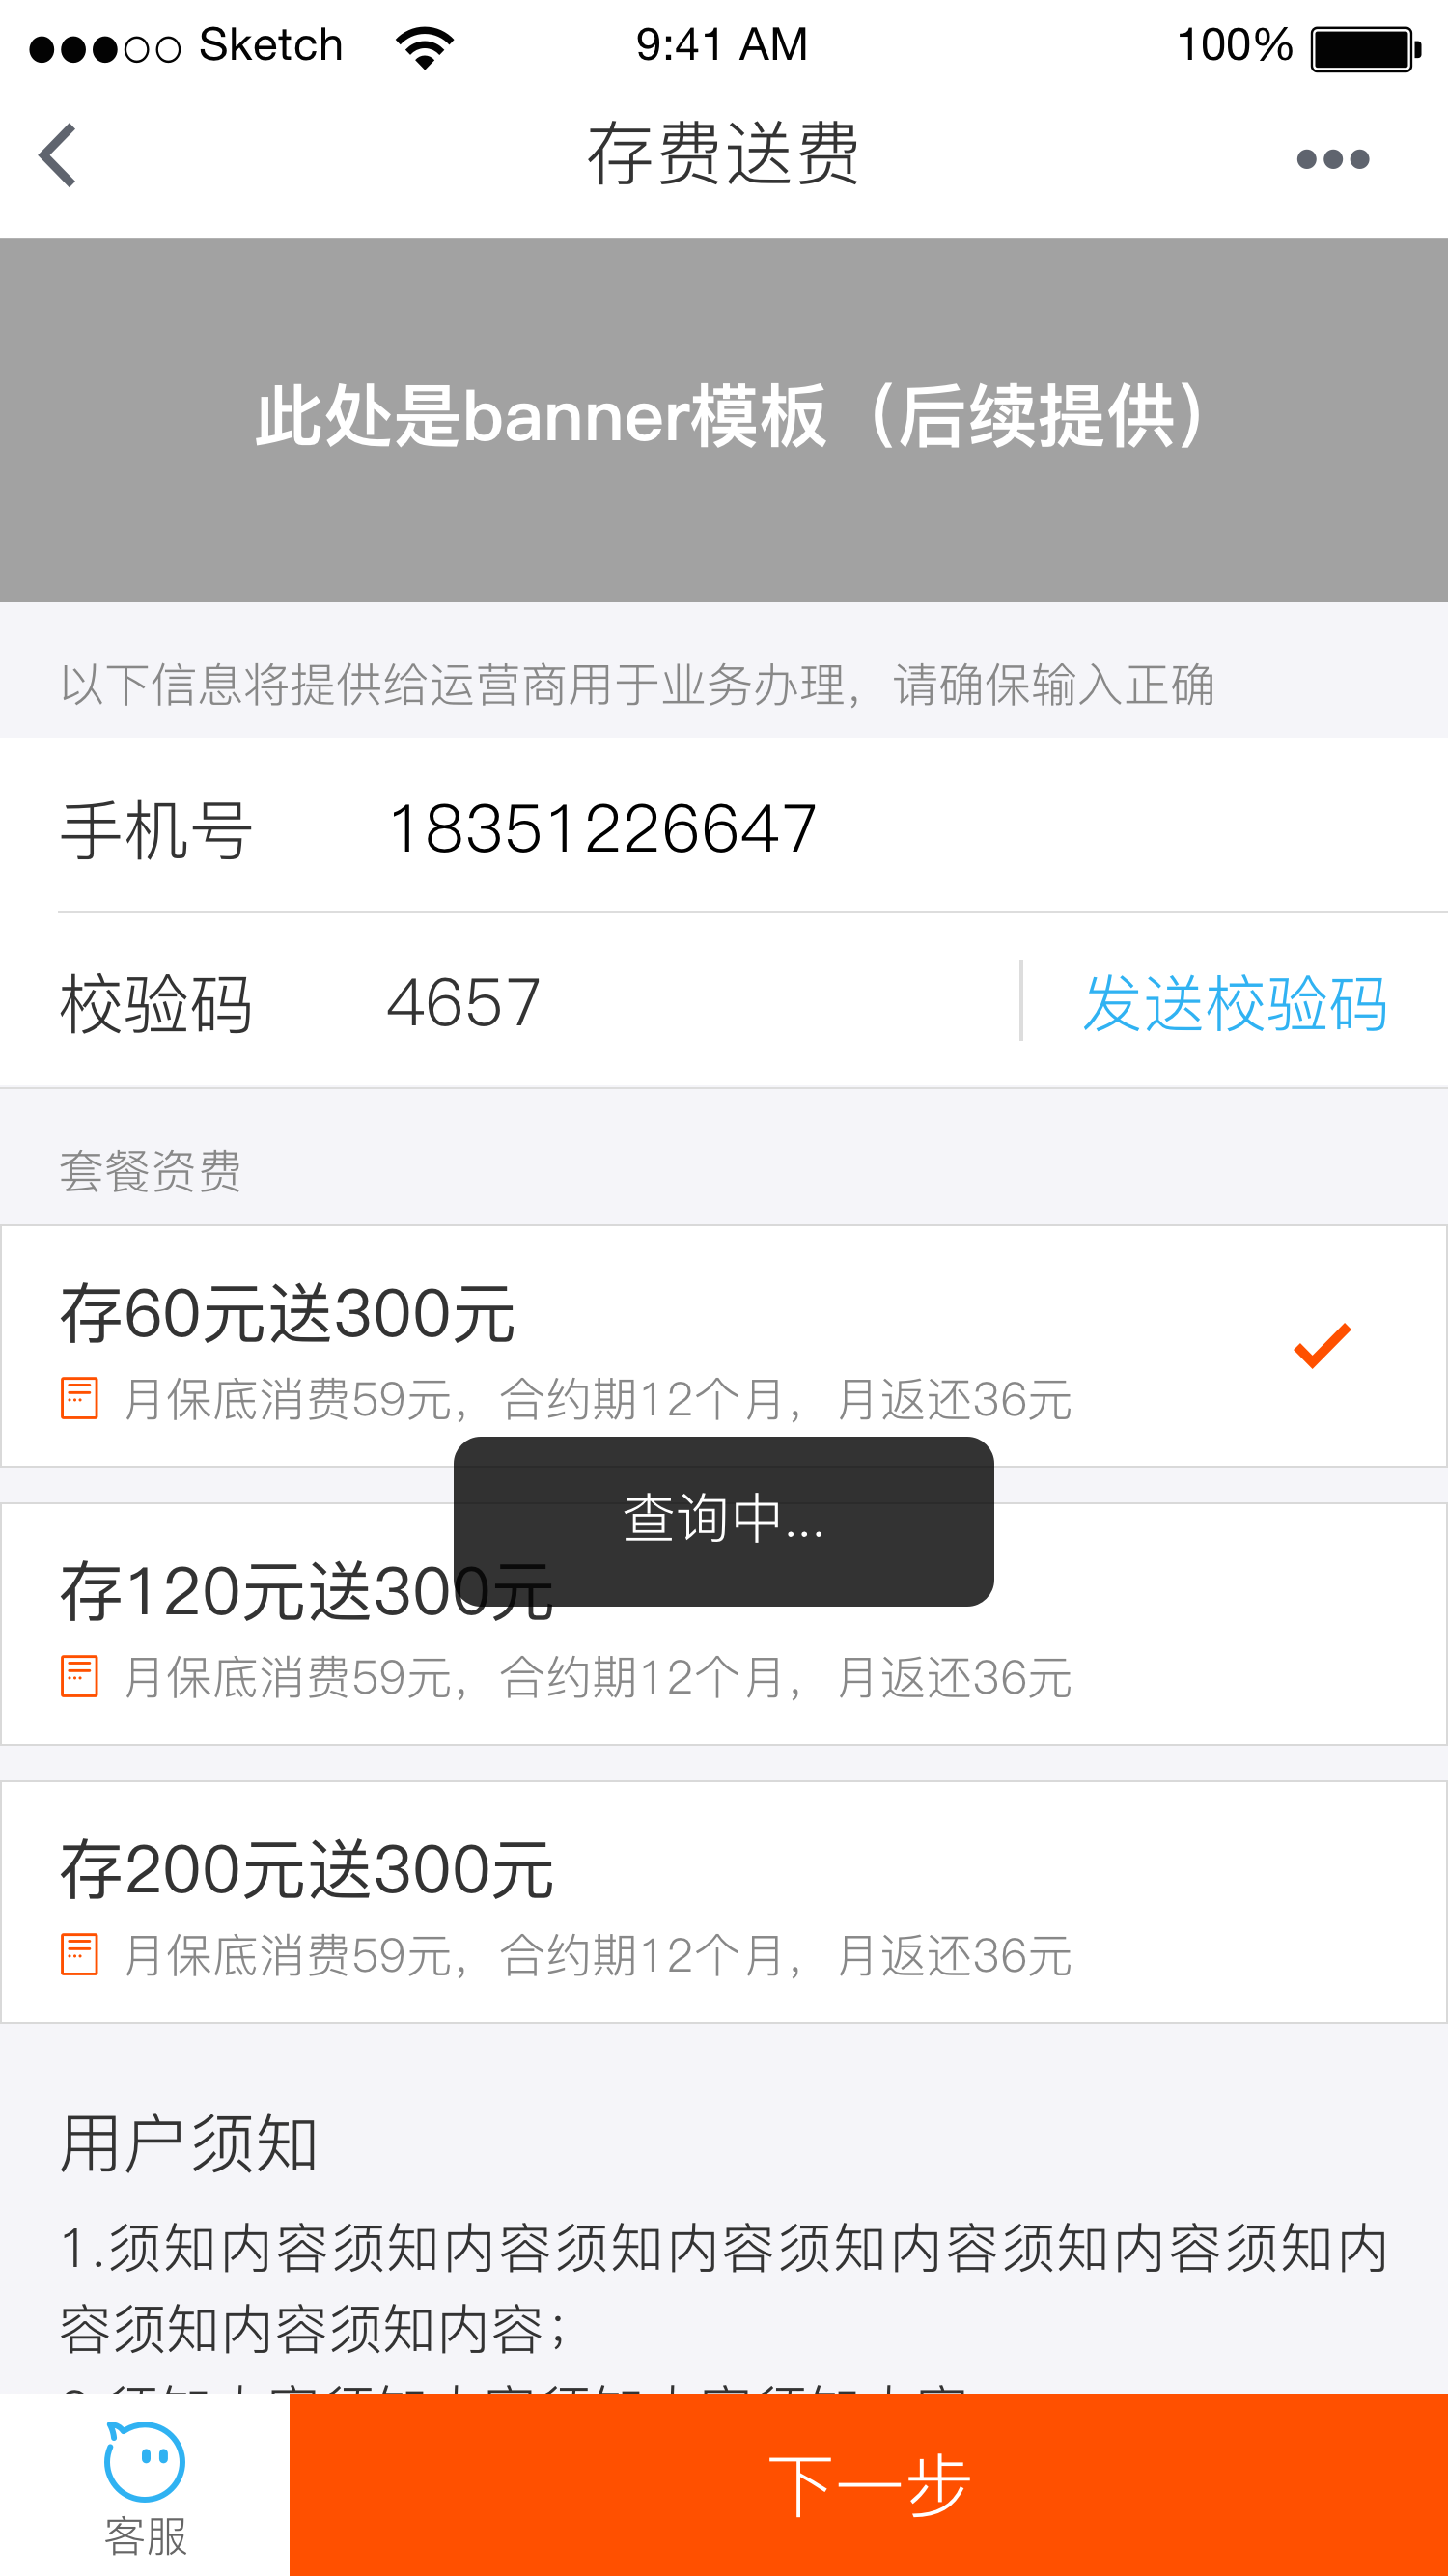 Sketch 9:41 AM 100%
存费送费
此处是banner模板（后续提供）
以下信息将提供给运营商用于业务办理，请确保输入正确
手机号 18351226647
校验码 4657 发送校验码
套餐资费
存60元送300元
月保底消费59元，合约期12个月，月返还36元
查询中...
存120元送300元
月保底消费59元，合约期12个月，月返还36元
存200元送300元
月保底消费59元，合约期12个月，月返还36元
用户须知
1.须知内容须知内容须知内容须知内容须知内容须知内
容须知内容须知内容；
下一步
客服